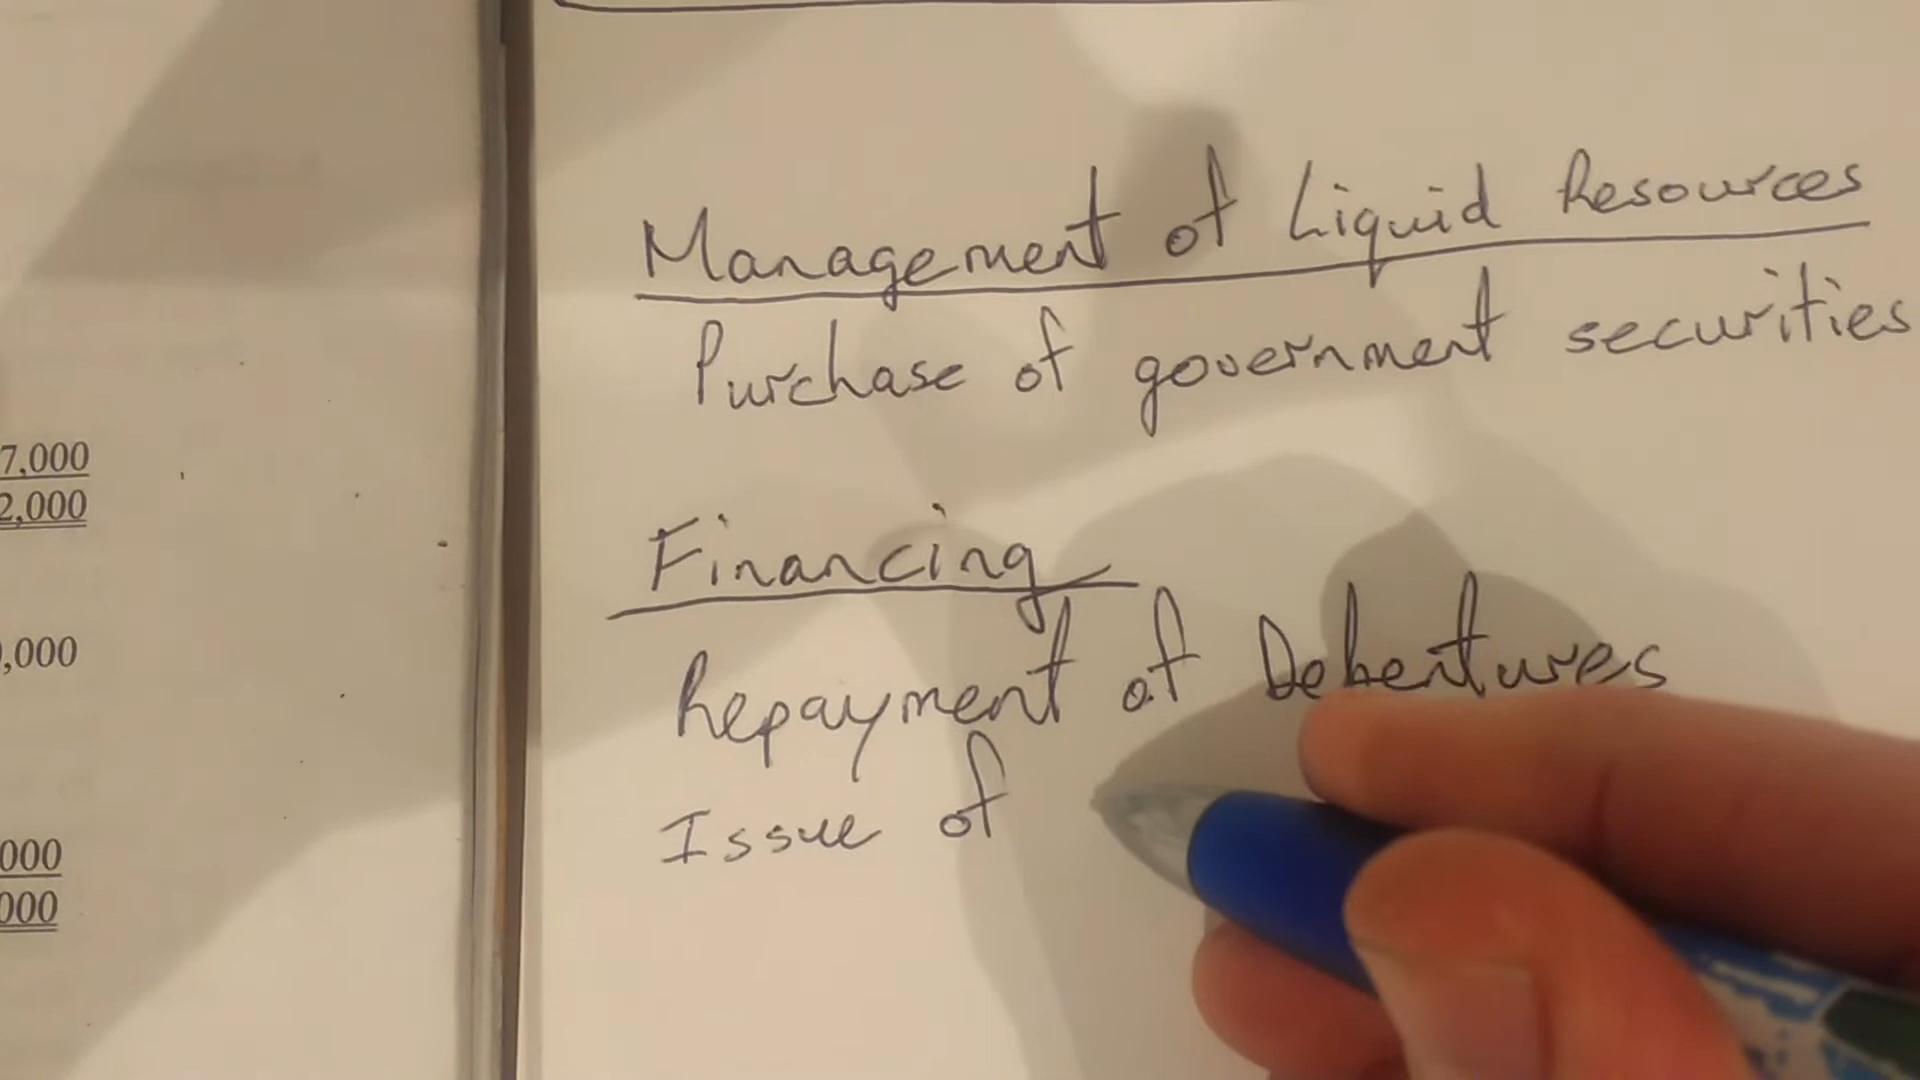 7,000
2,000
,000
000
000
Management of Liquid Resources
Purchase of government securities
Financing
Repayment of Debentures
Issue of